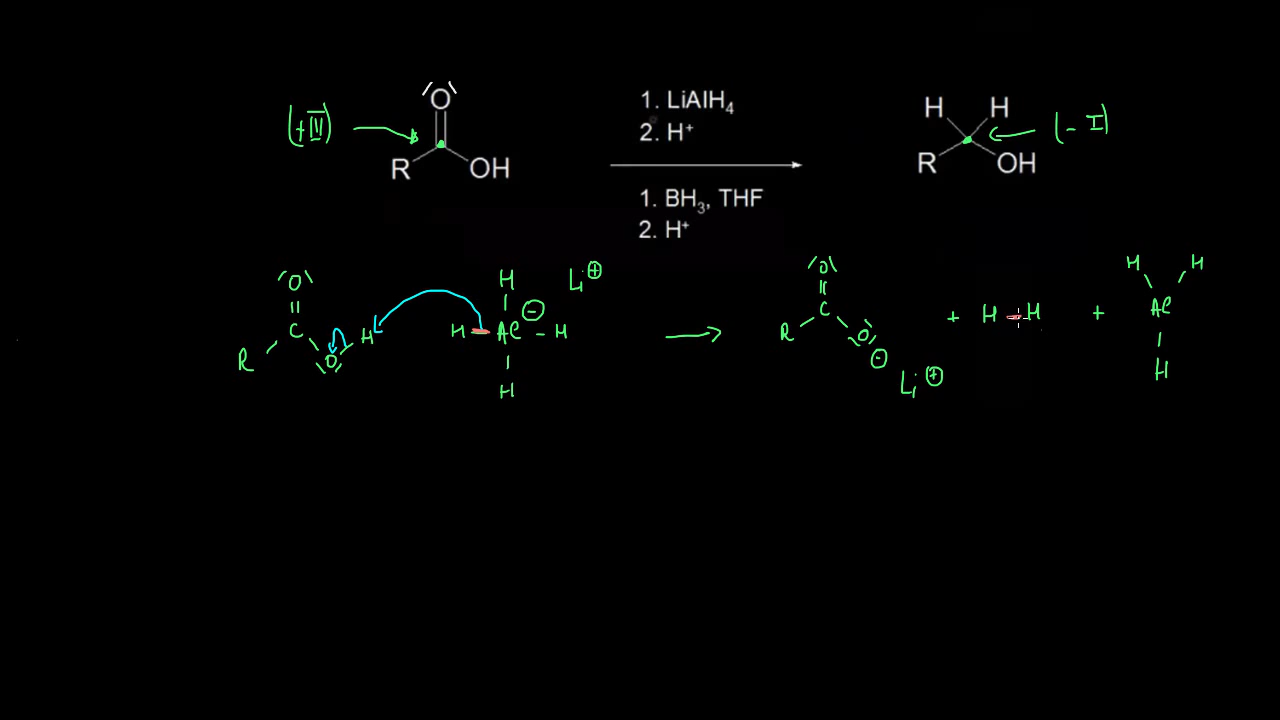 (+III) O R OH
1. LiAlH₄
2. H⁺
1. BH₃, THF
2. H⁺
H H R OH (-I)
O C R O H
H H Al ⊖ H H Li⊕
O C R O ⊖ Li⊕
+ H-H +
H H Al H